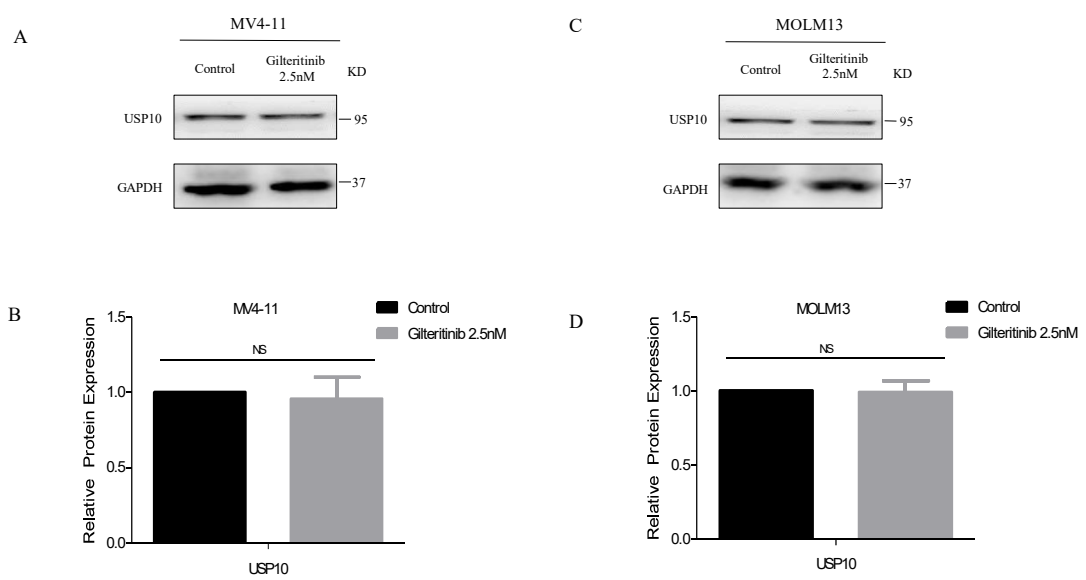 A
MV4-11
Control
Gilteritinib
2.5nM
KD
USP10
95
GAPDH
37
C
MOLM13
Control
Gilteritinib
2.5nM
KD
USP10
95
GAPDH
37
B
MV4-11
Control
Gilteritinib 2.5nM
NS
Relative Protein Expression
1.5
1.0
0.5
0.0
USP10
D
MOLM13
Control
Gilteritinib 2.5nM
NS
Relative Protein Expression
1.5
1.0
0.5
0.0
USP10